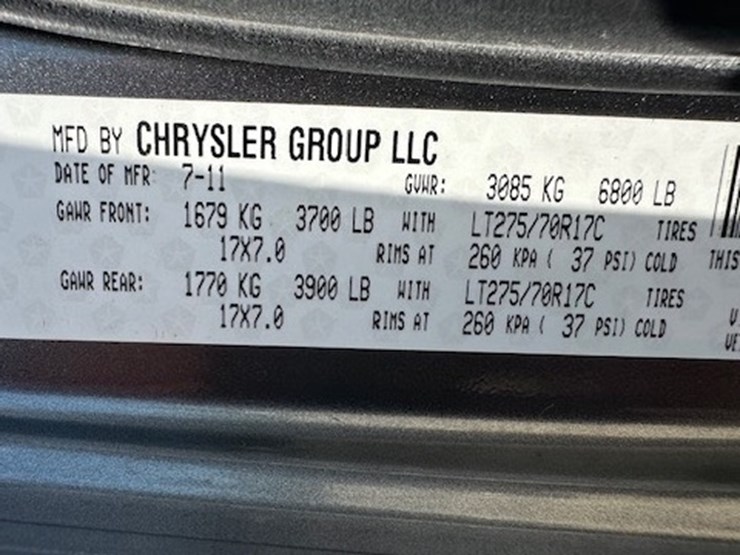 MFD BY CHRYSLER GROUP LLC
DATE OF MFR: 7-11 GVWR: 3085 KG 6800 LB
GAWR FRONT: 1679 KG 3700 LB WITH LT275/70R17C TIRES
17X7.0 RIMS AT 260 KPA ( 37 PSI) COLD THIS
GAWR REAR: 1770 KG 3900 LB WITH LT275/70R17C TIRES
17X7.0 RIMS AT 260 KPA ( 37 PSI) COLD